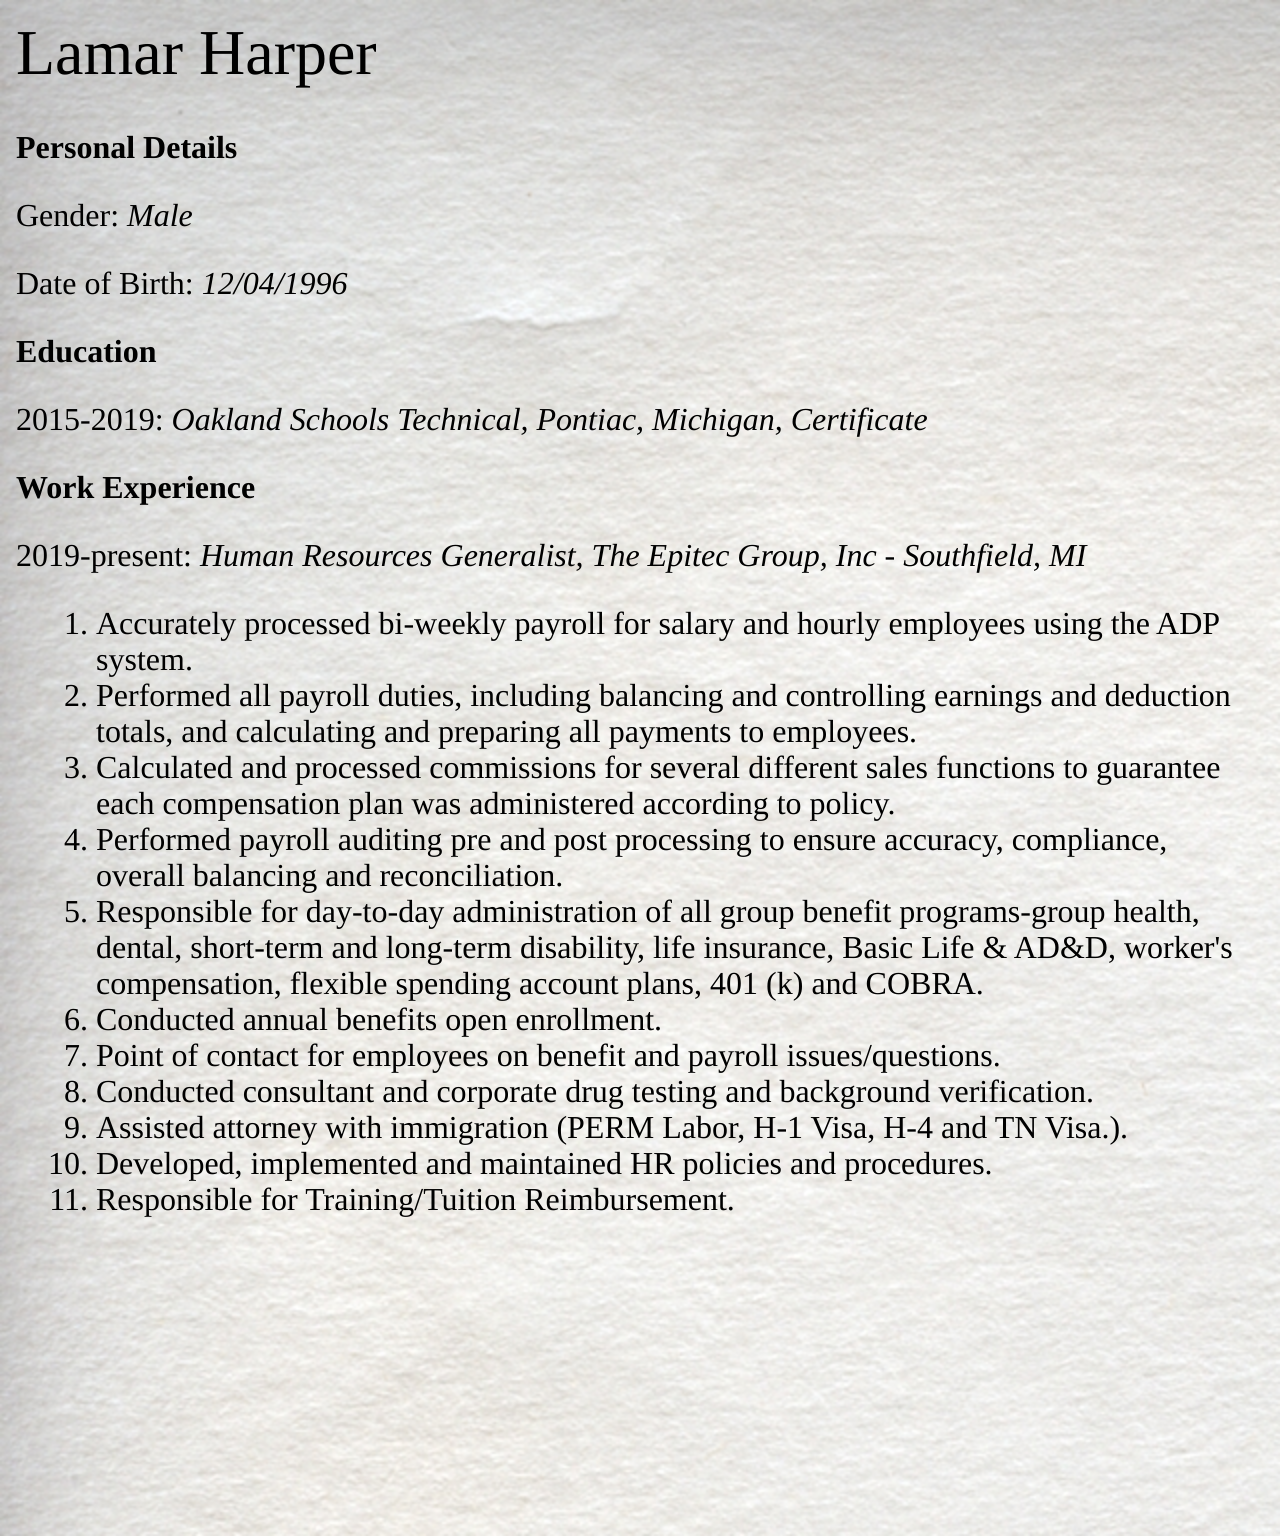 Lamar Harper
Personal Details
Gender: Male
Date of Birth: 12/04/1996
Education
2015-2019: Oakland Schools Technical, Pontiac, Michigan, Certificate
Work Experience
2019-present: Human Resources Generalist, The Epitec Group, Inc - Southfield, MI
1. Accurately processed bi-weekly payroll for salary and hourly employees using the ADP
system.
2. Performed all payroll duties, including balancing and controlling earnings and deduction
totals, and calculating and preparing all payments to employees.
3. Calculated and processed commissions for several different sales functions to guarantee
each compensation plan was administered according to policy.
4. Performed payroll auditing pre and post processing to ensure accuracy, compliance,
overall balancing and reconciliation.
5. Responsible for day-to-day administration of all group benefit programs-group health,
dental, short-term and long-term disability, life insurance, Basic Life & AD&D, worker's
compensation, flexible spending account plans, 401 (k) and COBRA.
6. Conducted annual benefits open enrollment.
7. Point of contact for employees on benefit and payroll issues/questions.
8. Conducted consultant and corporate drug testing and background verification.
9. Assisted attorney with immigration (PERM Labor, H-1 Visa, H-4 and TN Visa.).
10. Developed, implemented and maintained HR policies and procedures.
11. Responsible for Training/Tuition Reimbursement.